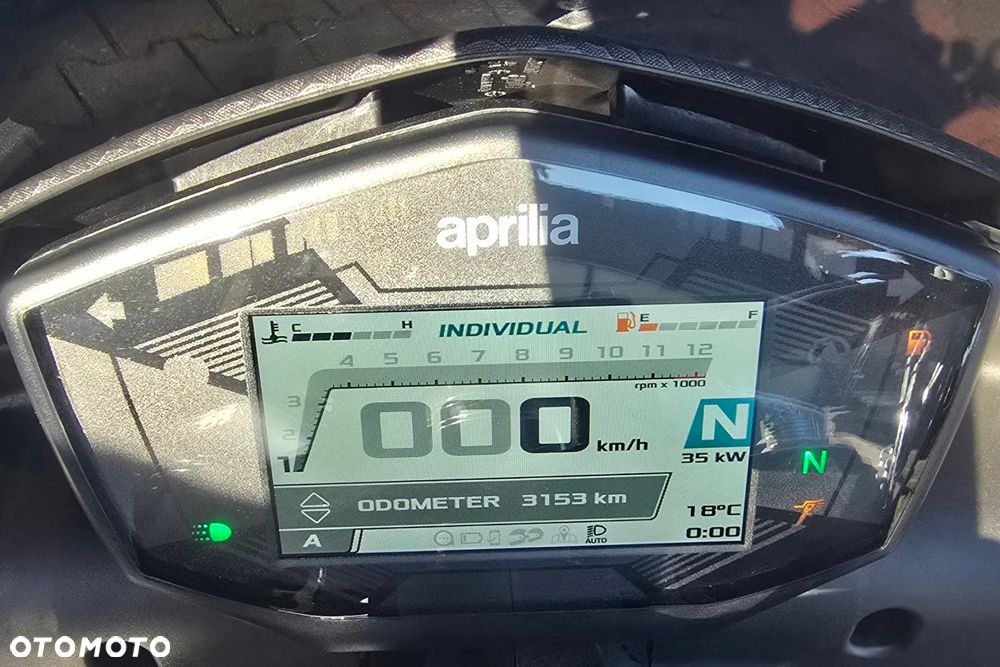 aprilia
C H INDIVIDUAL E F
4 5 6 7 8 9 10 11 12
rpm x 1000
3
2
1
000 km/h
N
35 kW
N
ODOMETER 3153 km
18°C
A
AUTO
0:00
OTOMOTO